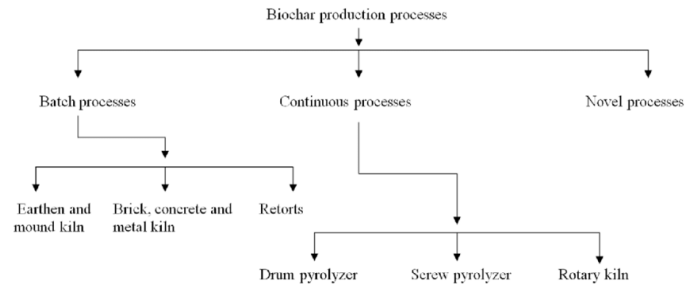 Biochar production processes
Batch processes
Continuous processes
Novel processes
Earthen and
mound kiln
Brick, concrete and
metal kiln
Retorts
Drum pyrolyzer
Screw pyrolyzer
Rotary kiln